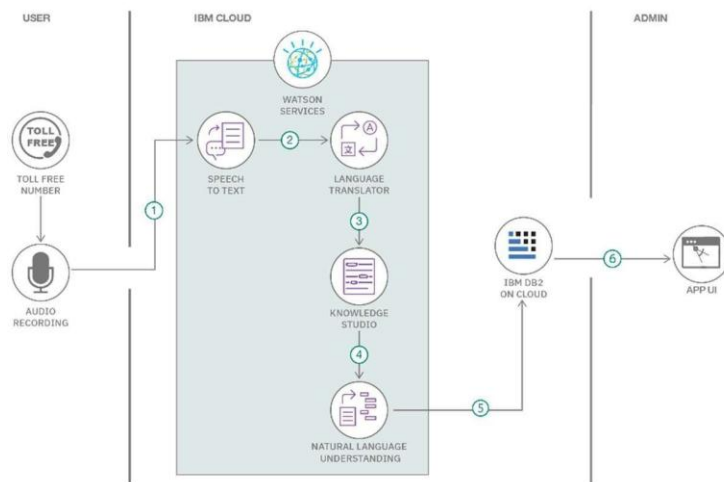 USER
IBM CLOUD
ADMIN
WATSON
SERVICES
TOLL
FREE
TOLL FREE
NUMBER
SPEECH
TO TEXT
2
A
文
LANGUAGE
TRANSLATOR
1
3
AUDIO
RECORDING
KNOWLEDGE
STUDIO
IBM DB2
ON CLOUD
6
APP UI
4
NATURAL LANGUAGE
UNDERSTANDING
5